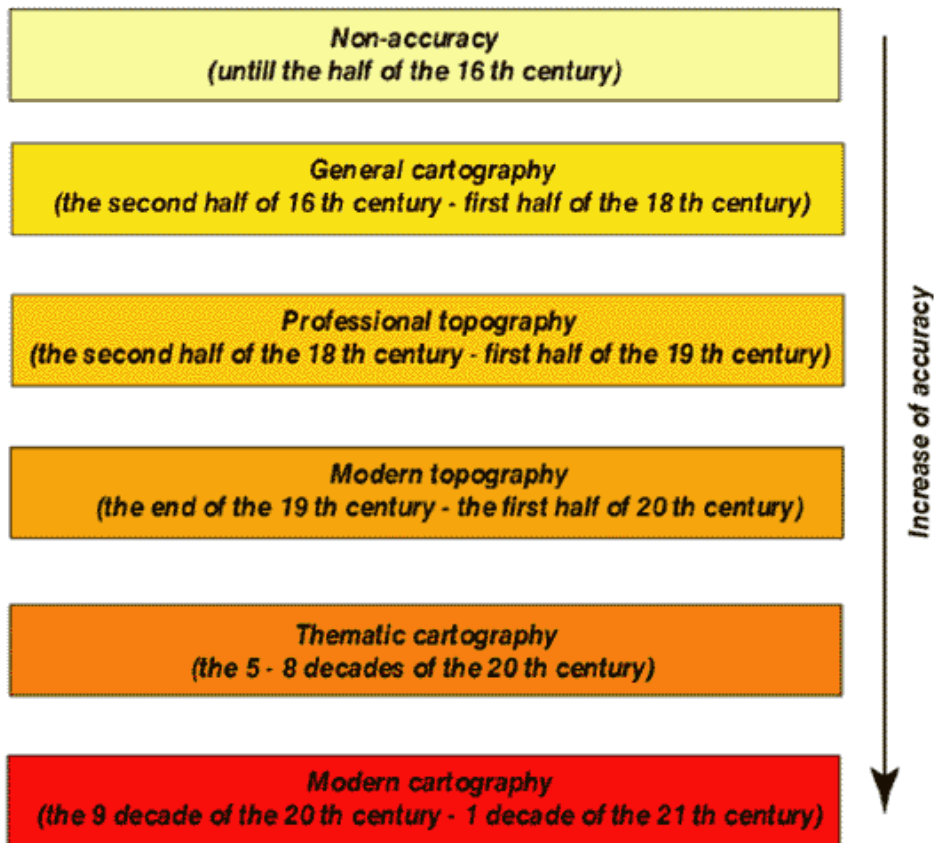 Non-accuracy
(untill the half of the 16 th century)
General cartography
(the second half of 16 th century - first half of the 18 th century)
Professional topography
(the second half of the 18 th century - first half of the 19 th century)
Modern topography
(the end of the 19 th century - the first half of 20 th century)
Thematic cartography
(the 5 - 8 decades of the 20 th century)
Modern cartography
(the 9 decade of the 20 th century - 1 decade of the 21 th century)
Increase of accuracy